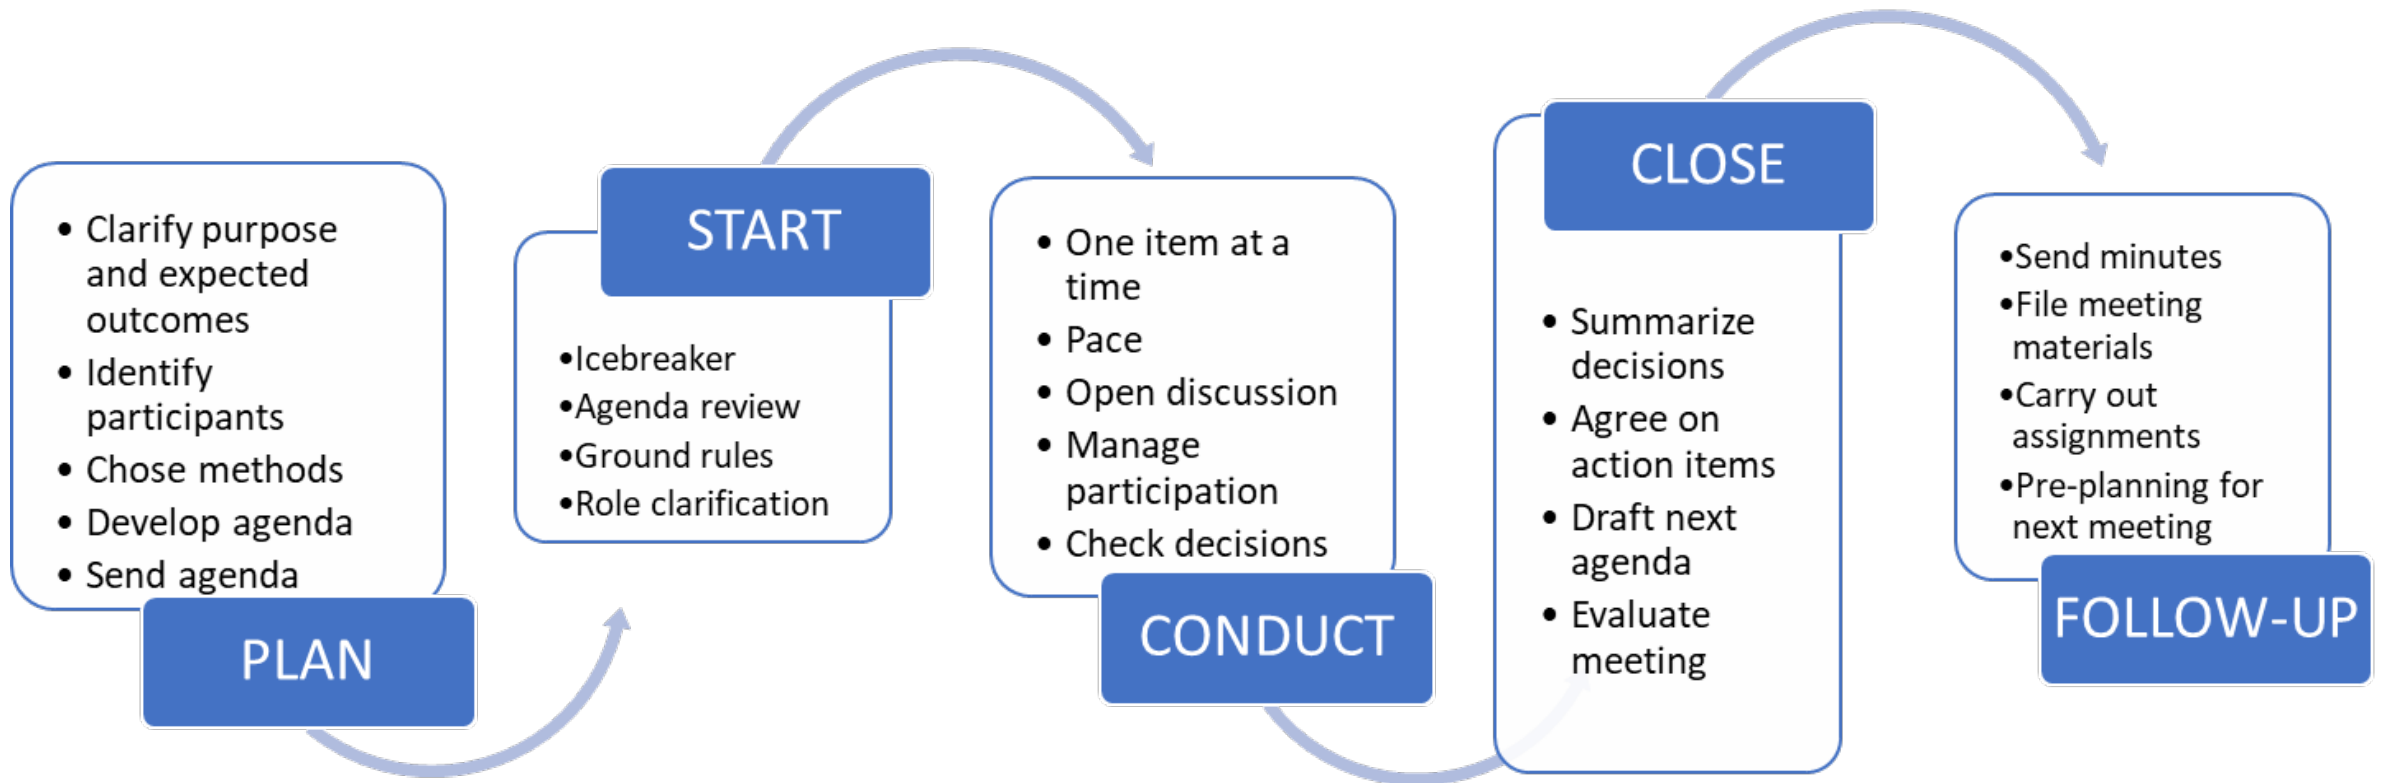 • Clarify purpose
and expected
outcomes
• Identify
participants
• Chose methods
• Develop agenda
• Send agenda
PLAN
START
•Icebreaker
•Agenda review
•Ground rules
•Role clarification
• One item at a
time
• Pace
• Open discussion
• Manage
participation
• Check decisions
CONDUCT
CLOSE
• Summarize
decisions
• Agree on
action items
• Draft next
agenda
• Evaluate
meeting
•Send minutes
•File meeting
materials
•Carry out
assignments
•Pre-planning for
next meeting
FOLLOW-UP